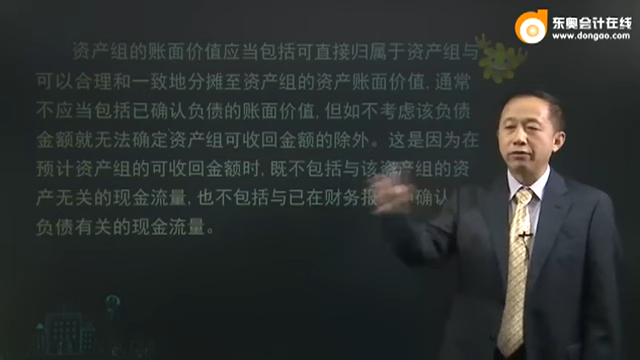 东奥会计在线
www.dongao.com
资产组的账面价值应当包括可直接归属于资产组与
可以合理和一致地分摊至资产组的资产账面价值,通常
不应当包括已确认负债的账面价值,但如不考虑该负债
金额就无法确定资产组可收回金额的除外。这是因为在
预计资产组的可收回金额时,既不包括与该资产组的资
产无关的现金流量,也不包括与已在财务报 确认
负债有关的现金流量。